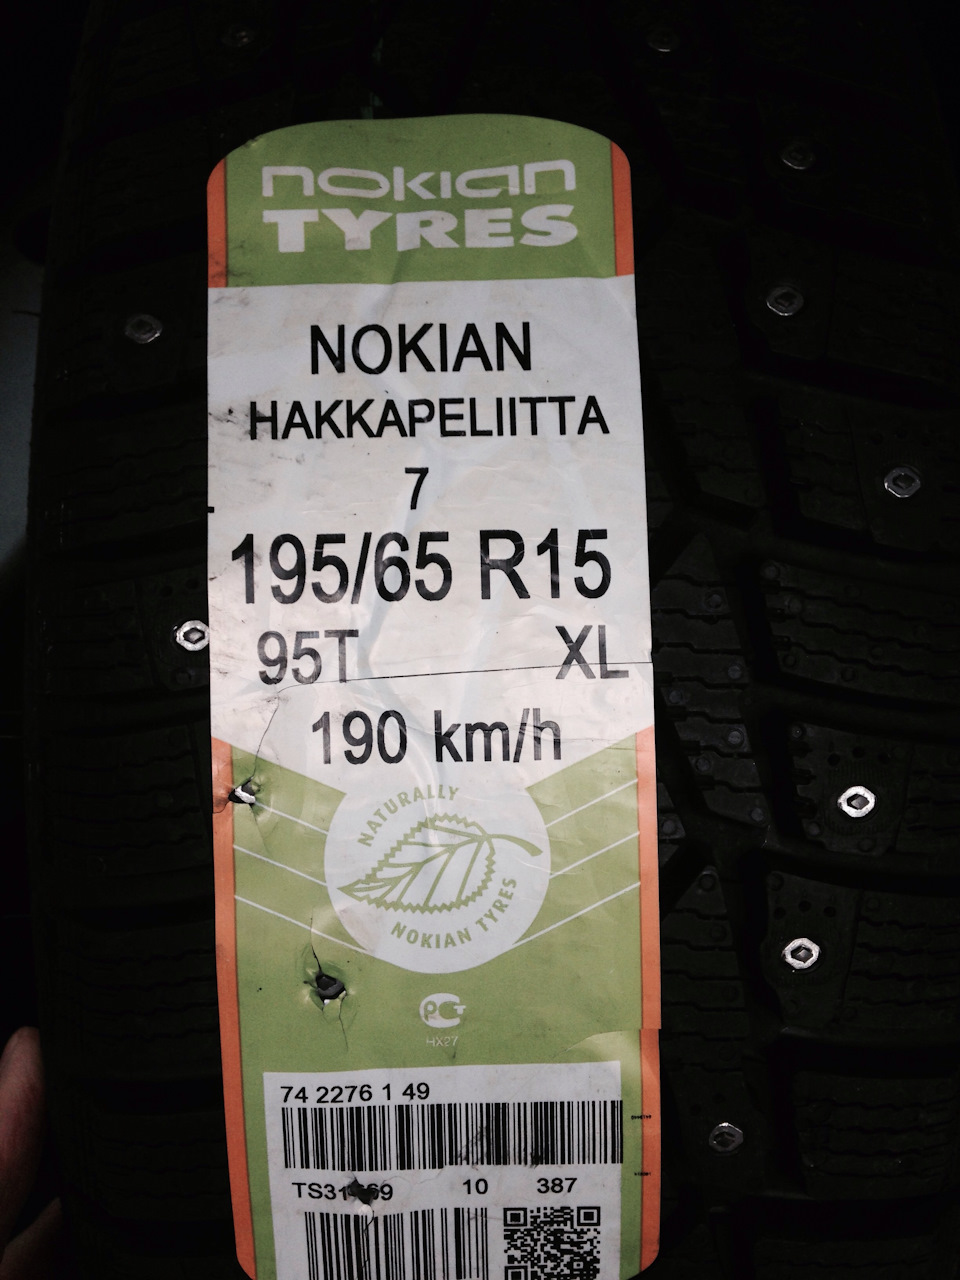 nokian
TYRES
NOKIAN
HAKKAPELIITTA
7
195/65 R15
95T XL
190 km/h
NATURALLY
NOKIAN TYRES
HX27
74 2276 1 49
10 387